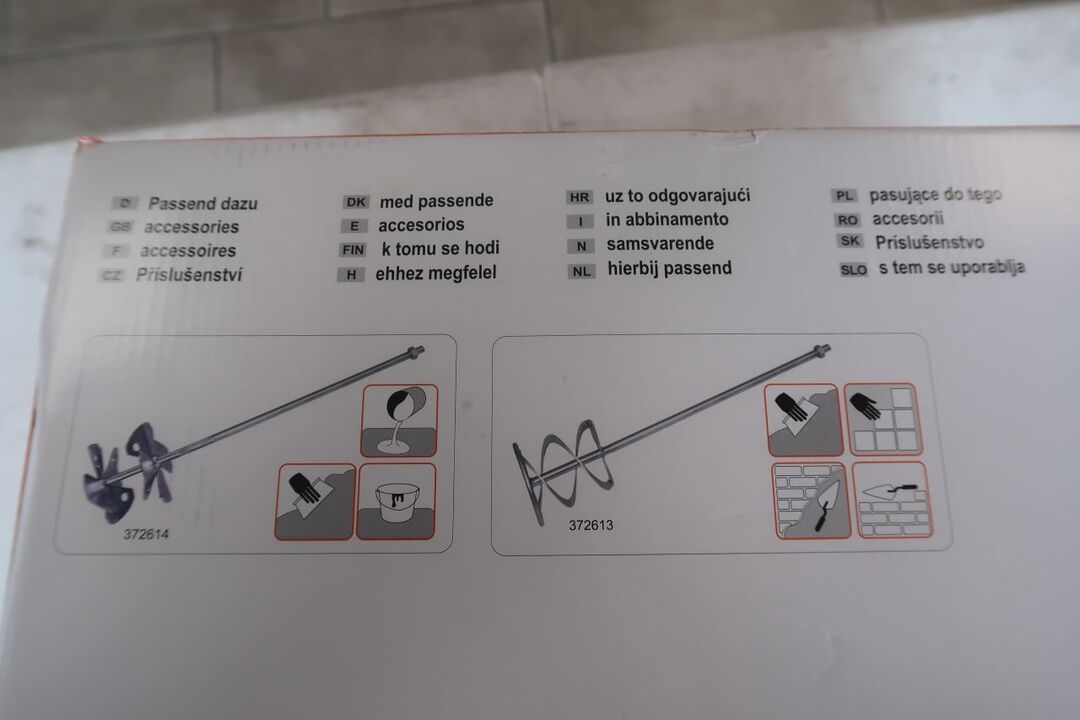 D Passend dazu
GB accessories
F accessoires
CZ Příslušenství
DK med passende
E accesorios
FIN k tomu se hodi
H ehhez megfelel
HR uz to odgovarajući
I in abbinamento
N samsvarende
NL hierbij passend
PL pasujące do tego
RO accesorii
SK Príslušenstvo
SLO s tem se uporablja
372614
372613